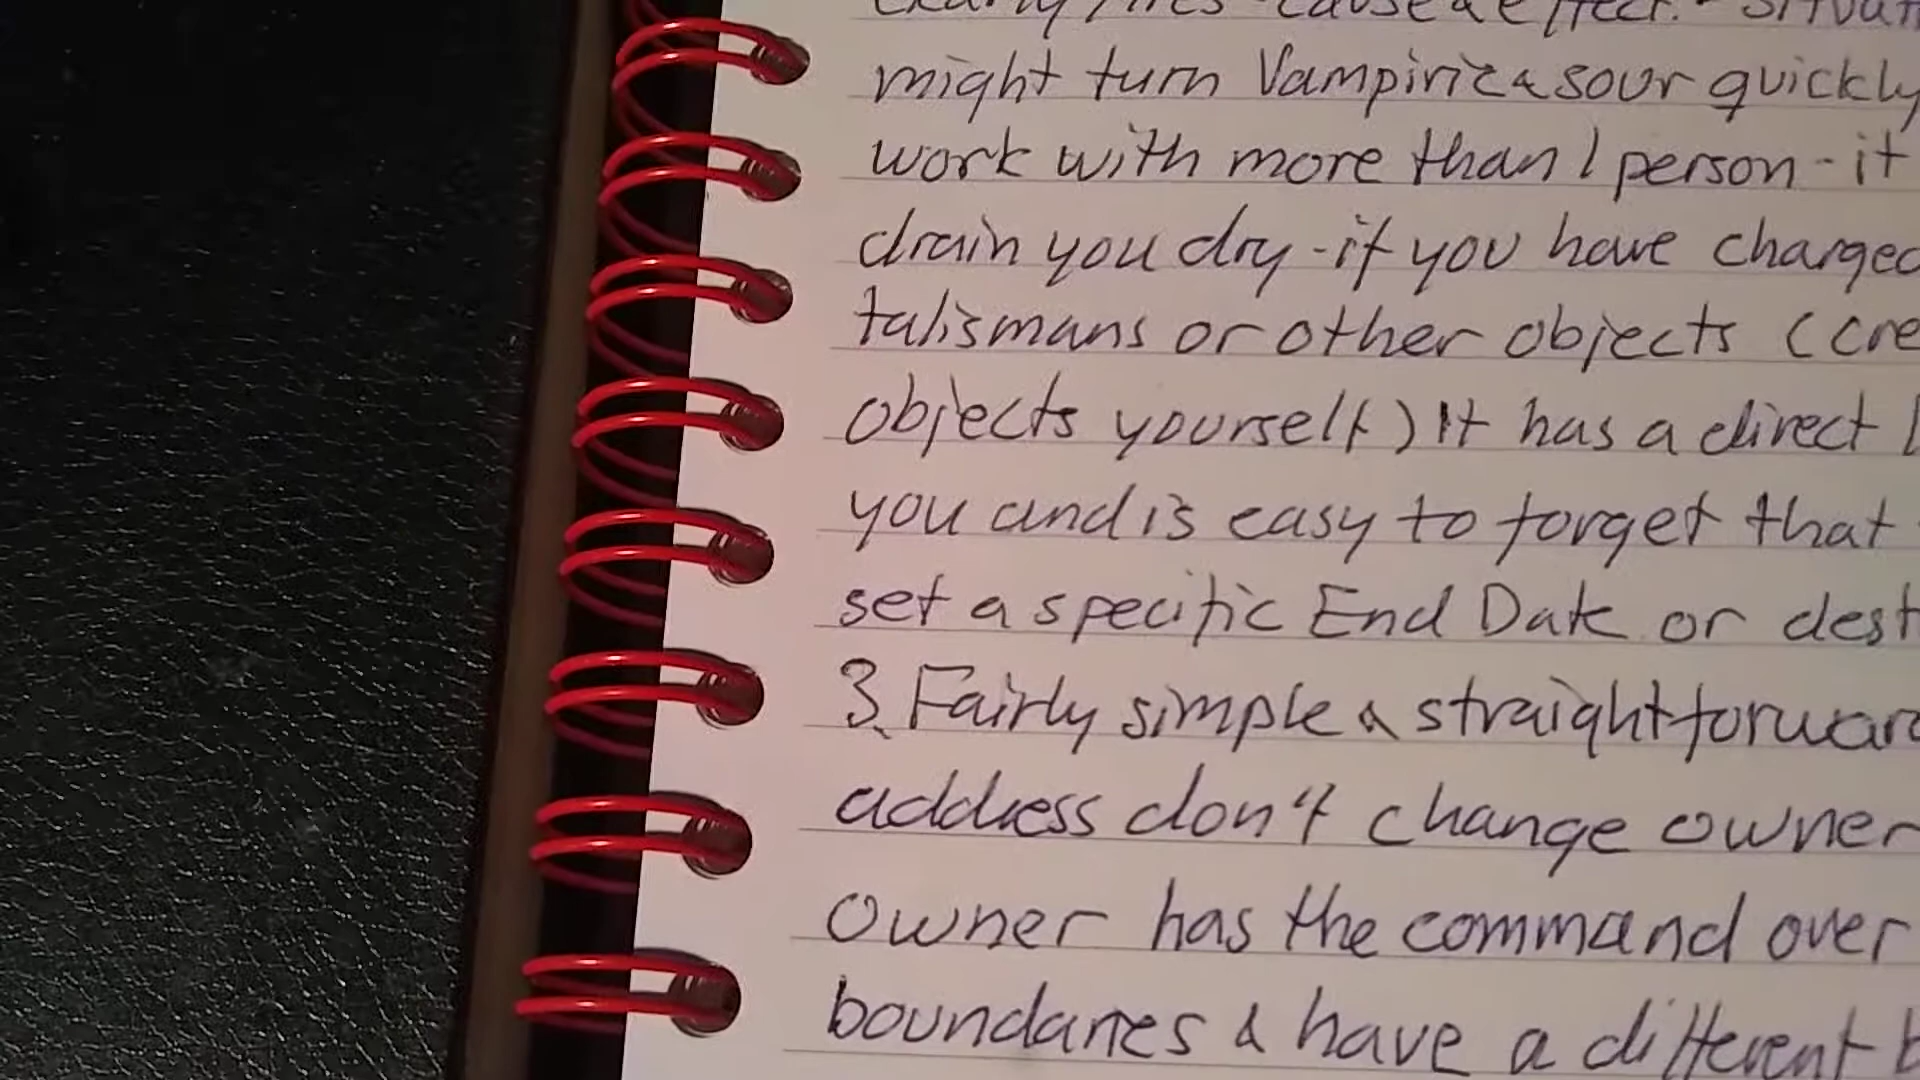 cause & effect. -
might turn Vampiric & sour quickly
work with more than 1 person - it
drain you dry - if you have charged
talismans or other objects (cre
objects yourself) It has a direct l
you and is easy to forget that
set a specific End Date or dest
3. Fairly simple & straightforward
address don't change owner
owner has the command over
boundaries & have a different b